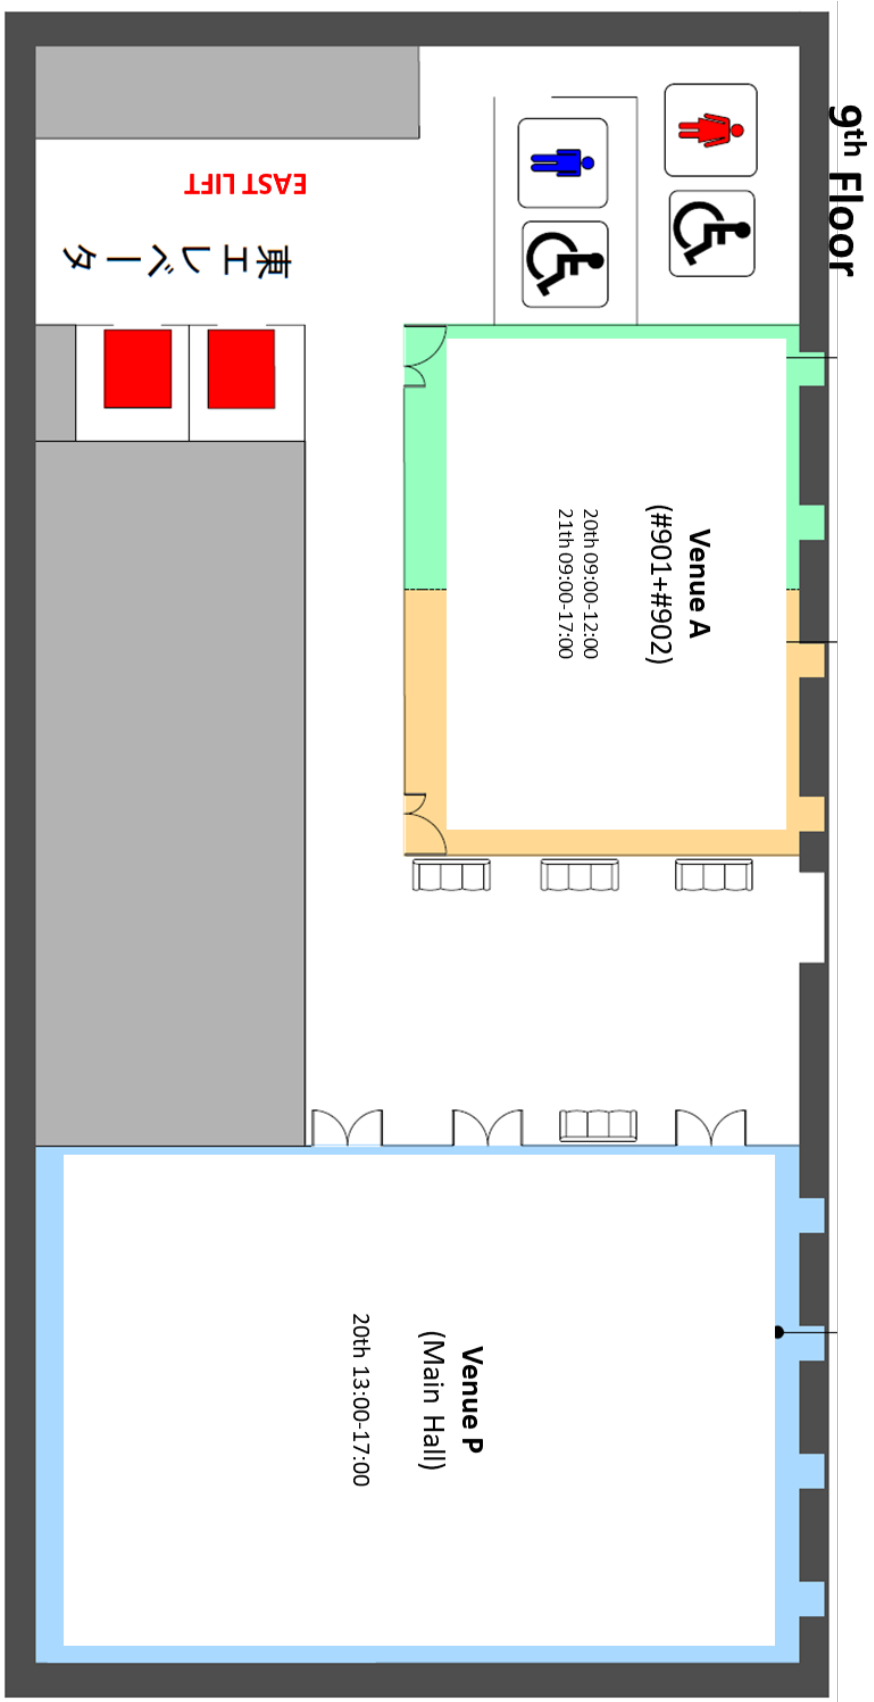 9th Floor
EAST LIFT
東エレベータ
Venue A
(#901+#902)
20th 09:00-12:00
21th 09:00-17:00
Venue P
(Main Hall)
20th 13:00-17:00